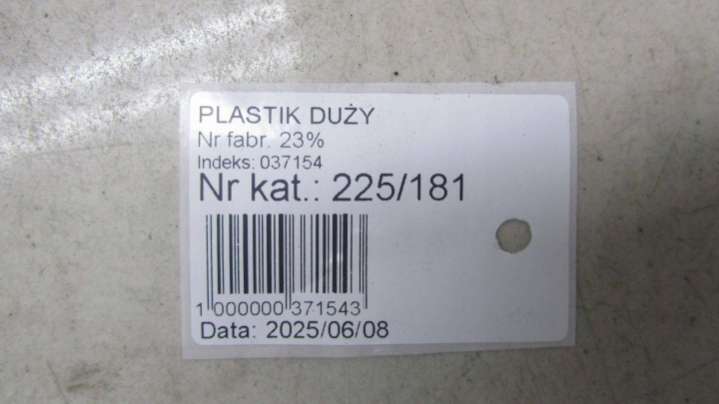 PLASTIK DUŻY
Nr fabr. 23%
Indeks: 037154
Nr kat.: 225/181
1 000000 371543
Data: 2025/06/08